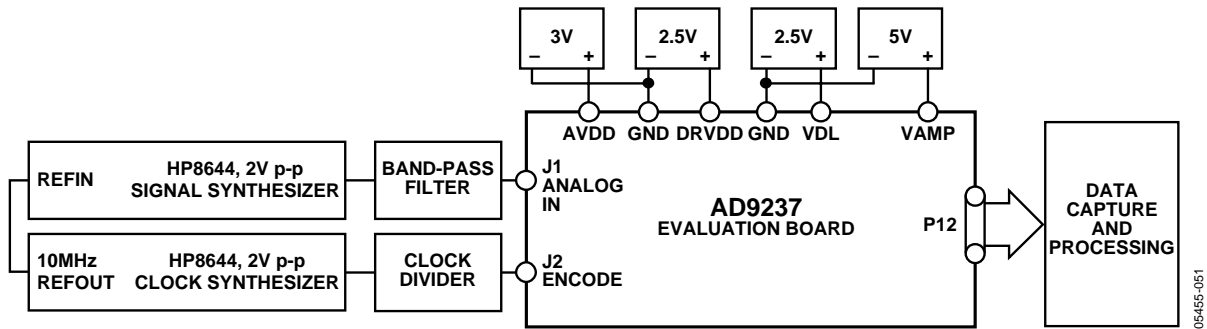 3V
– +
2.5V
– +
2.5V
– +
5V
– +
AVDD GND DRVDD GND VDL VAMP
REFIN
HP8644, 2V p-p
SIGNAL SYNTHESIZER
BAND-PASS
FILTER
J1
ANALOG
IN
10MHz
REFOUT
HP8644, 2V p-p
CLOCK SYNTHESIZER
CLOCK
DIVIDER
J2
ENCODE
AD9237
EVALUATION BOARD
P12
DATA
CAPTURE
AND
PROCESSING
05455-051